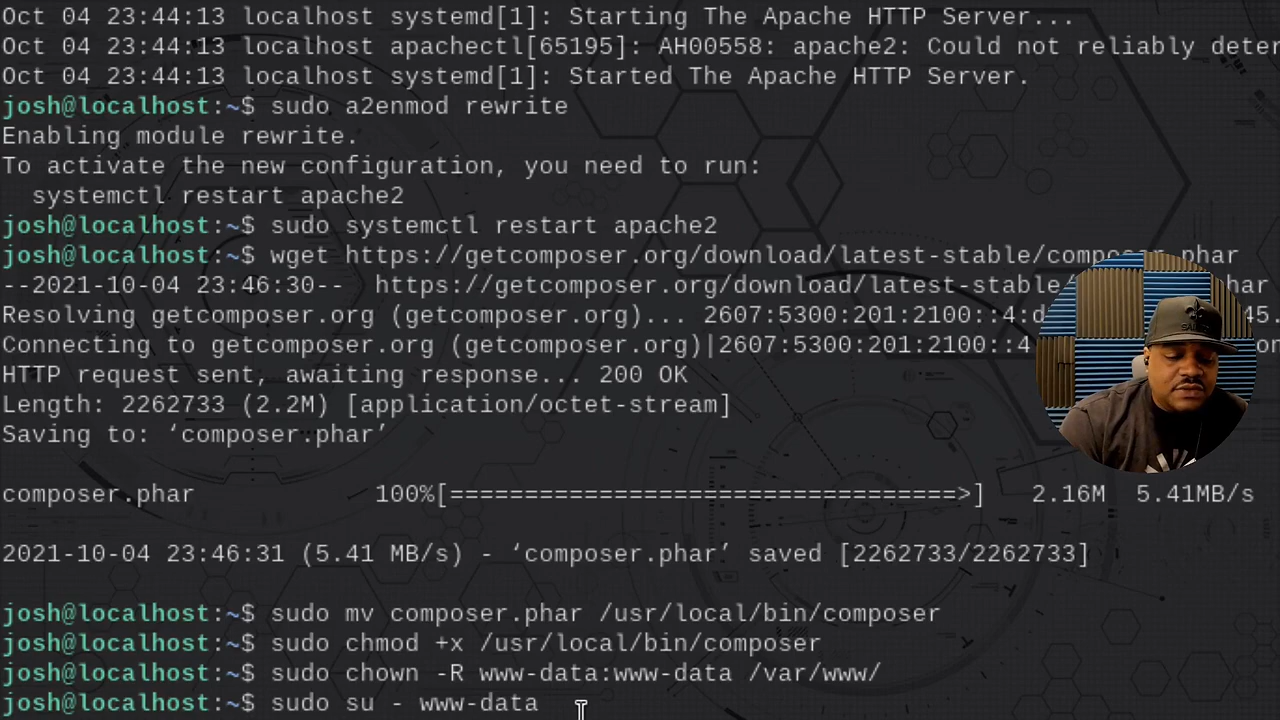 Oct 04 23:44:13 localhost systemd[1]: Starting The Apache HTTP Server...
Oct 04 23:44:13 localhost apachectl[65195]: AH00558: apache2: Could not reliably deter
Oct 04 23:44:13 localhost systemd[1]: Started The Apache HTTP Server.
josh@localhost:~$ sudo a2enmod rewrite
Enabling module rewrite.
To activate the new configuration, you need to run:
  systemctl restart apache2
josh@localhost:~$ sudo systemctl restart apache2
josh@localhost:~$ wget https://getcomposer.org/download/latest-stable/composer.phar
--2021-10-04 23:46:30--  https://getcomposer.org/download/latest-stable/
Resolving getcomposer.org (getcomposer.org)... 2607:5300:201:2100::4:d 45.
Connecting to getcomposer.org (getcomposer.org)|2607:5300:201:2100::4
HTTP request sent, awaiting response... 200 OK
Length: 2262733 (2.2M) [application/octet-stream]
Saving to: ‘composer.phar’
composer.phar 100%[==================================>] 2.16M 5.41MB/s
2021-10-04 23:46:31 (5.41 MB/s) - ‘composer.phar’ saved [2262733/2262733]
josh@localhost:~$ sudo mv composer.phar /usr/local/bin/composer
josh@localhost:~$ sudo chmod +x /usr/local/bin/composer
josh@localhost:~$ sudo chown -R www-data:www-data /var/www/
josh@localhost:~$ sudo su - www-data